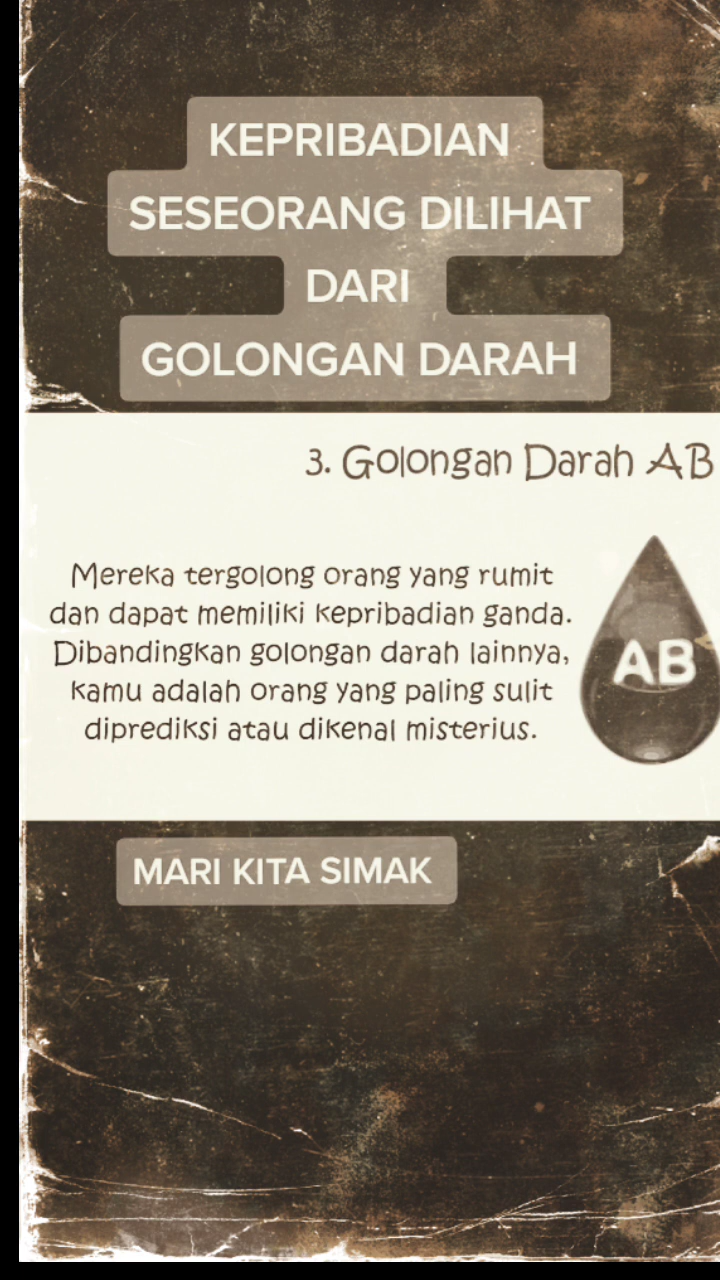 KEPRIBADIAN
SESEORANG DILIHAT
DARI
GOLONGAN DARAH
3. Golongan Darah AB
Mereka tergolong orang yang rumit
dan dapat memiliki kepribadian ganda.
Dibandingkan golongan darah lainnya,
kamu adalah orang yang paling sulit
diprediksi atau dikenal misterius.
AB
MARI KITA SIMAK